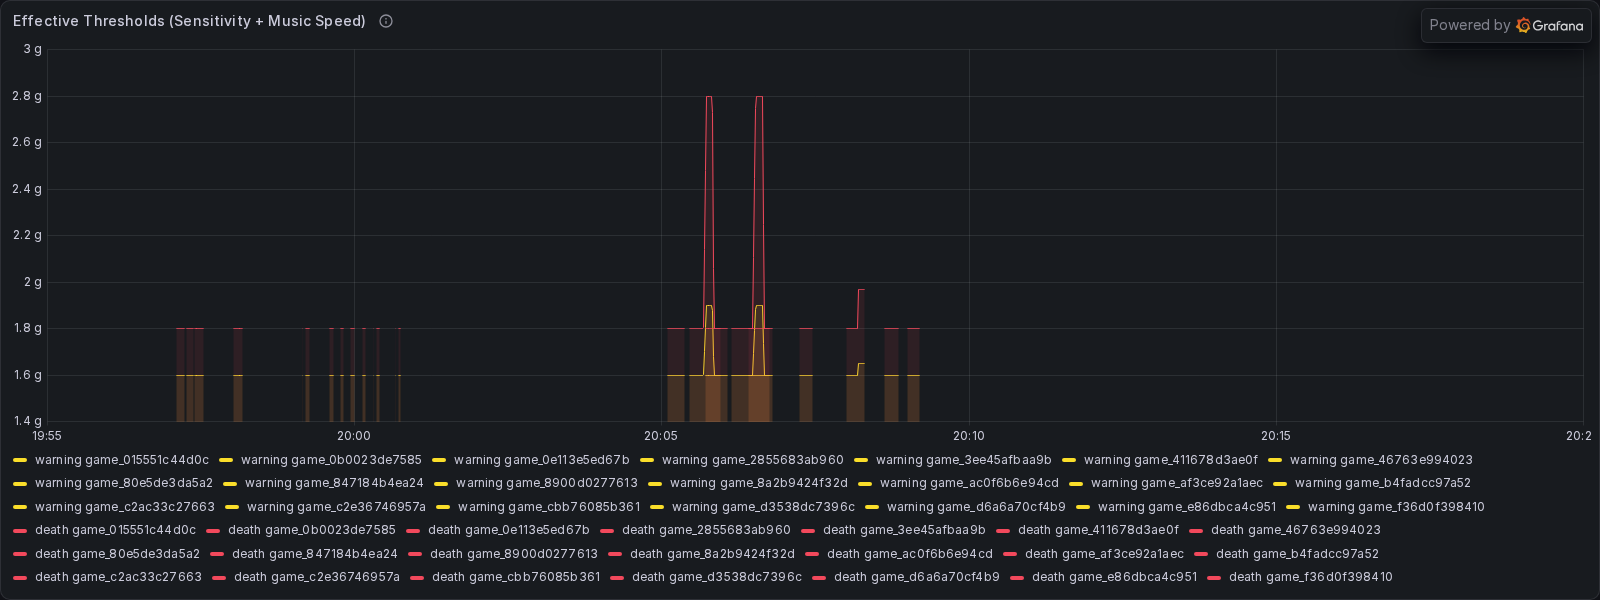 Effective Thresholds (Sensitivity + Music Speed)
Powered by Grafana
3 g
2.8 g
2.6 g
2.4 g
2.2 g
2 g
1.8 g
1.6 g
1.4 g
19:55 20:00 20:05 20:10 20:15 20:2
warning game_015551c44d0c warning game_0b0023de7585 warning game_0e113e5ed67b warning game_2855683ab960 warning game_3ee45afbaa9b warning game_411678d3ae0f warning game_46763e994023
warning game_80e5de3da5a2 warning game_847184b4ea24 warning game_8900d0277613 warning game_8a2b9424f32d warning game_ac0f6b6e94cd warning game_af3ce92a1aec warning game_b4fadcc97a52
warning game_c2ac33c27663 warning game_c2e36746957a warning game_cbb76085b361 warning game_d3538dc7396c warning game_d6a6a70cf4b9 warning game_e86dbca4c951 warning game_f36d0f398410
death game_015551c44d0c death game_0b0023de7585 death game_0e113e5ed67b death game_2855683ab960 death game_3ee45afbaa9b death game_411678d3ae0f death game_46763e994023
death game_80e5de3da5a2 death game_847184b4ea24 death game_8900d0277613 death game_8a2b9424f32d death game_ac0f6b6e94cd death game_af3ce92a1aec death game_b4fadcc97a52
death game_c2ac33c27663 death game_c2e36746957a death game_cbb76085b361 death game_d3538dc7396c death game_d6a6a70cf4b9 death game_e86dbca4c951 death game_f36d0f398410